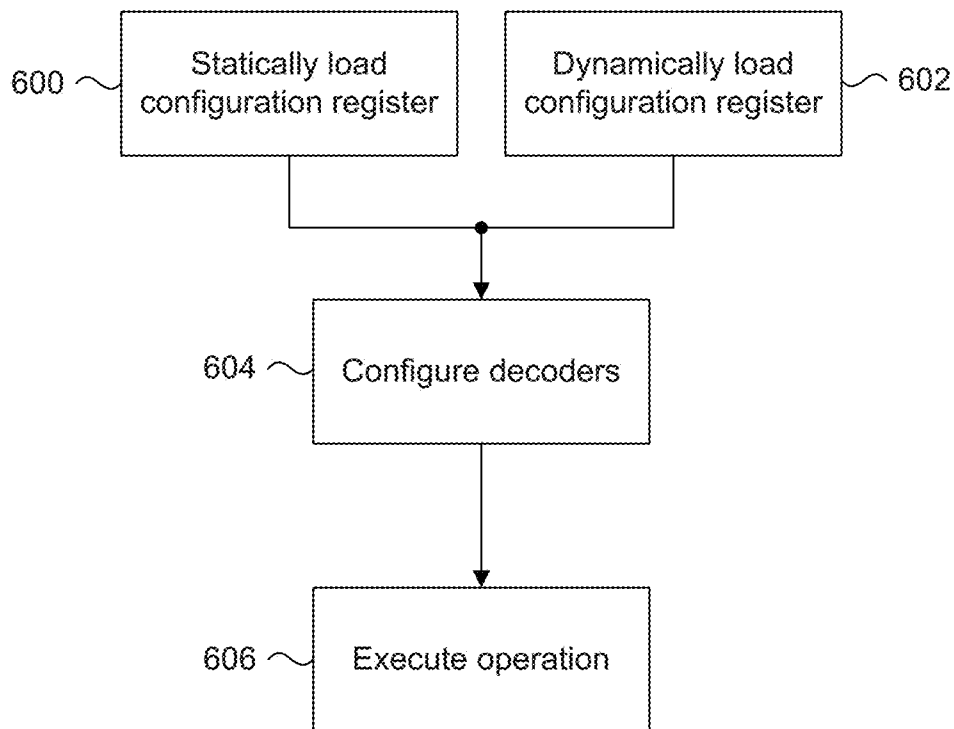 600
Statically load
configuration register
Dynamically load
configuration register
602
604
Configure decoders
606
Execute operation